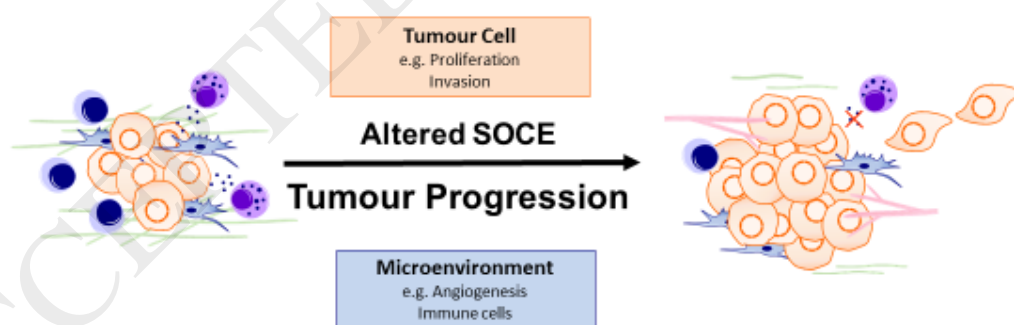 Tumour Cell
e.g. Proliferation
Invasion
Altered SOCE
Tumour Progression
Microenvironment
e.g. Angiogenesis
Immune cells